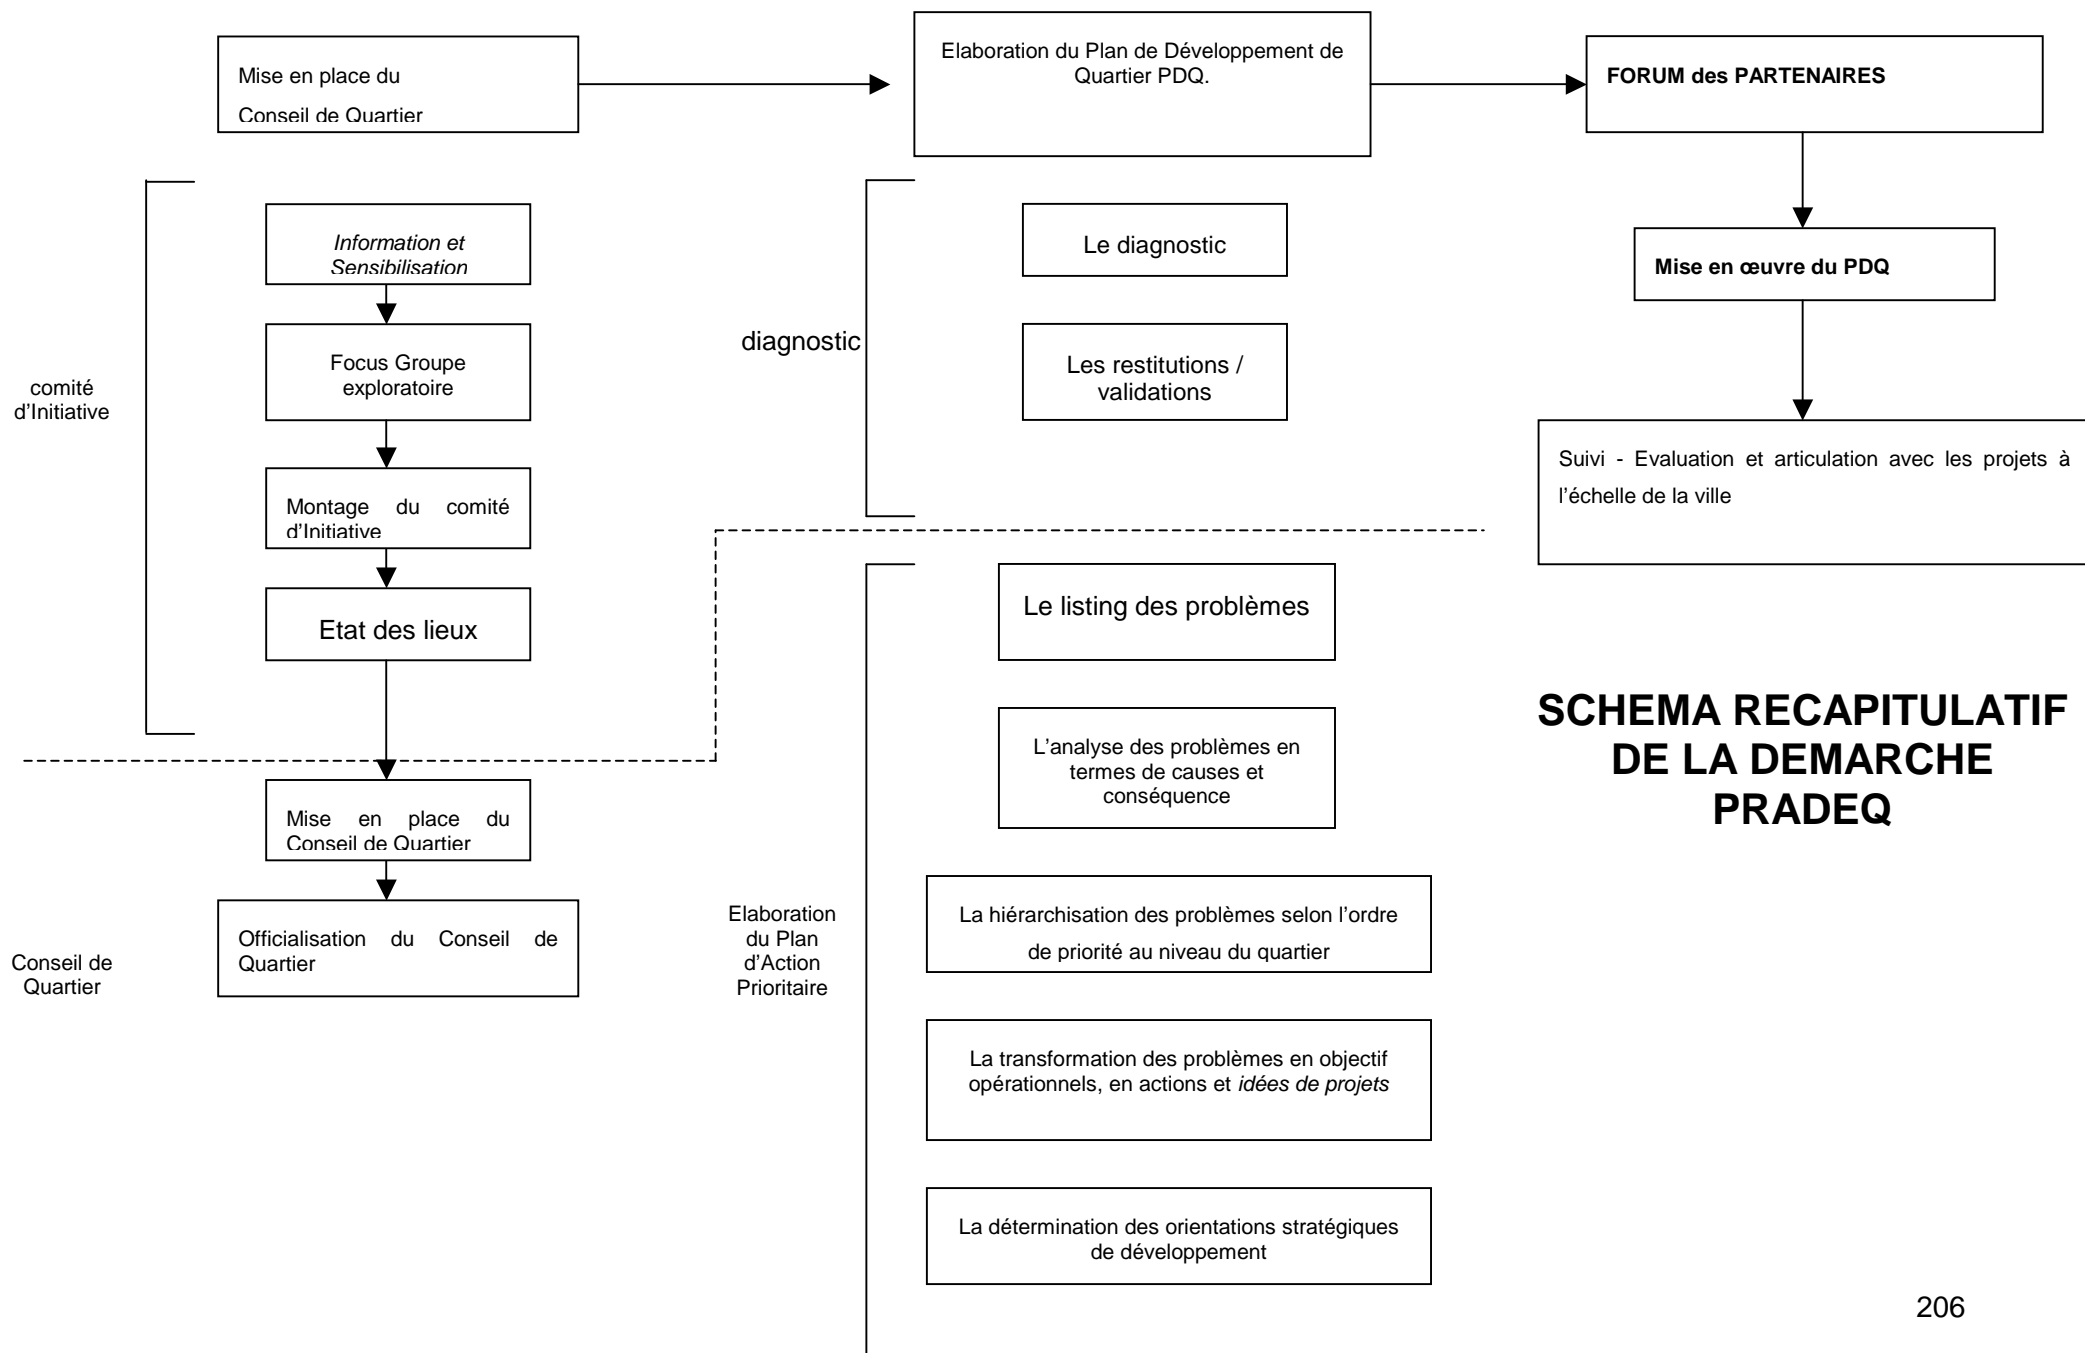 Mise en place du
Conseil de Quartier
Elaboration du Plan de Développement de
Quartier PDQ.
FORUM des PARTENAIRES
comité
d’Initiative
Information et
Sensibilisation
Focus Groupe
exploratoire
Montage du comité
d’Initiative
Etat des lieux
Mise en place du
Conseil de Quartier
Officialisation du Conseil de
Quartier
Conseil de
Quartier
diagnostic
Le diagnostic
Les restitutions /
validations
Elaboration
du Plan
d’Action
Prioritaire
Le listing des problèmes
L’analyse des problèmes en
termes de causes et
conséquence
La hiérarchisation des problèmes selon l’ordre
de priorité au niveau du quartier
La transformation des problèmes en objectif
opérationnels, en actions et idées de projets
La détermination des orientations stratégiques
de développement
Mise en œuvre du PDQ
Suivi - Evaluation et articulation avec les projets à
l’échelle de la ville
SCHEMA RECAPITULATIF
DE LA DEMARCHE
PRADEQ
206